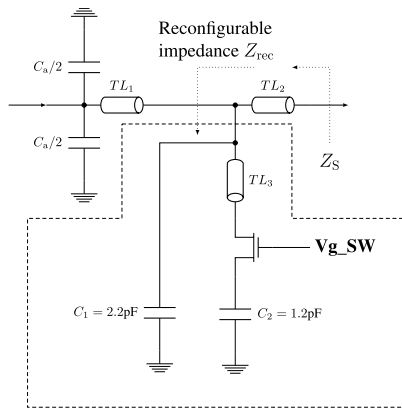 Reconfigurable
impedance Z_rec
C_a/2
TL_1
TL_2
C_a/2
Z_S
TL_3
Vg_SW
C_1 = 2.2pF
C_2 = 1.2pF